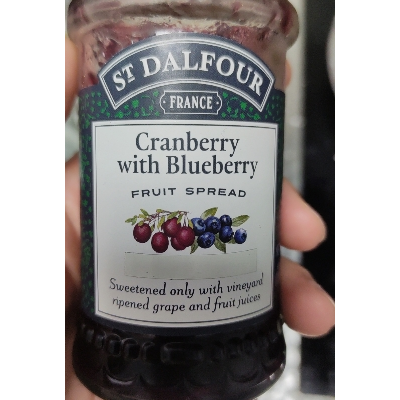 ST DALFOUR
FRANCE
Cranberry
with Blueberry
FRUIT SPREAD
Sweetened only with vineyard
ripened grape and fruit juices